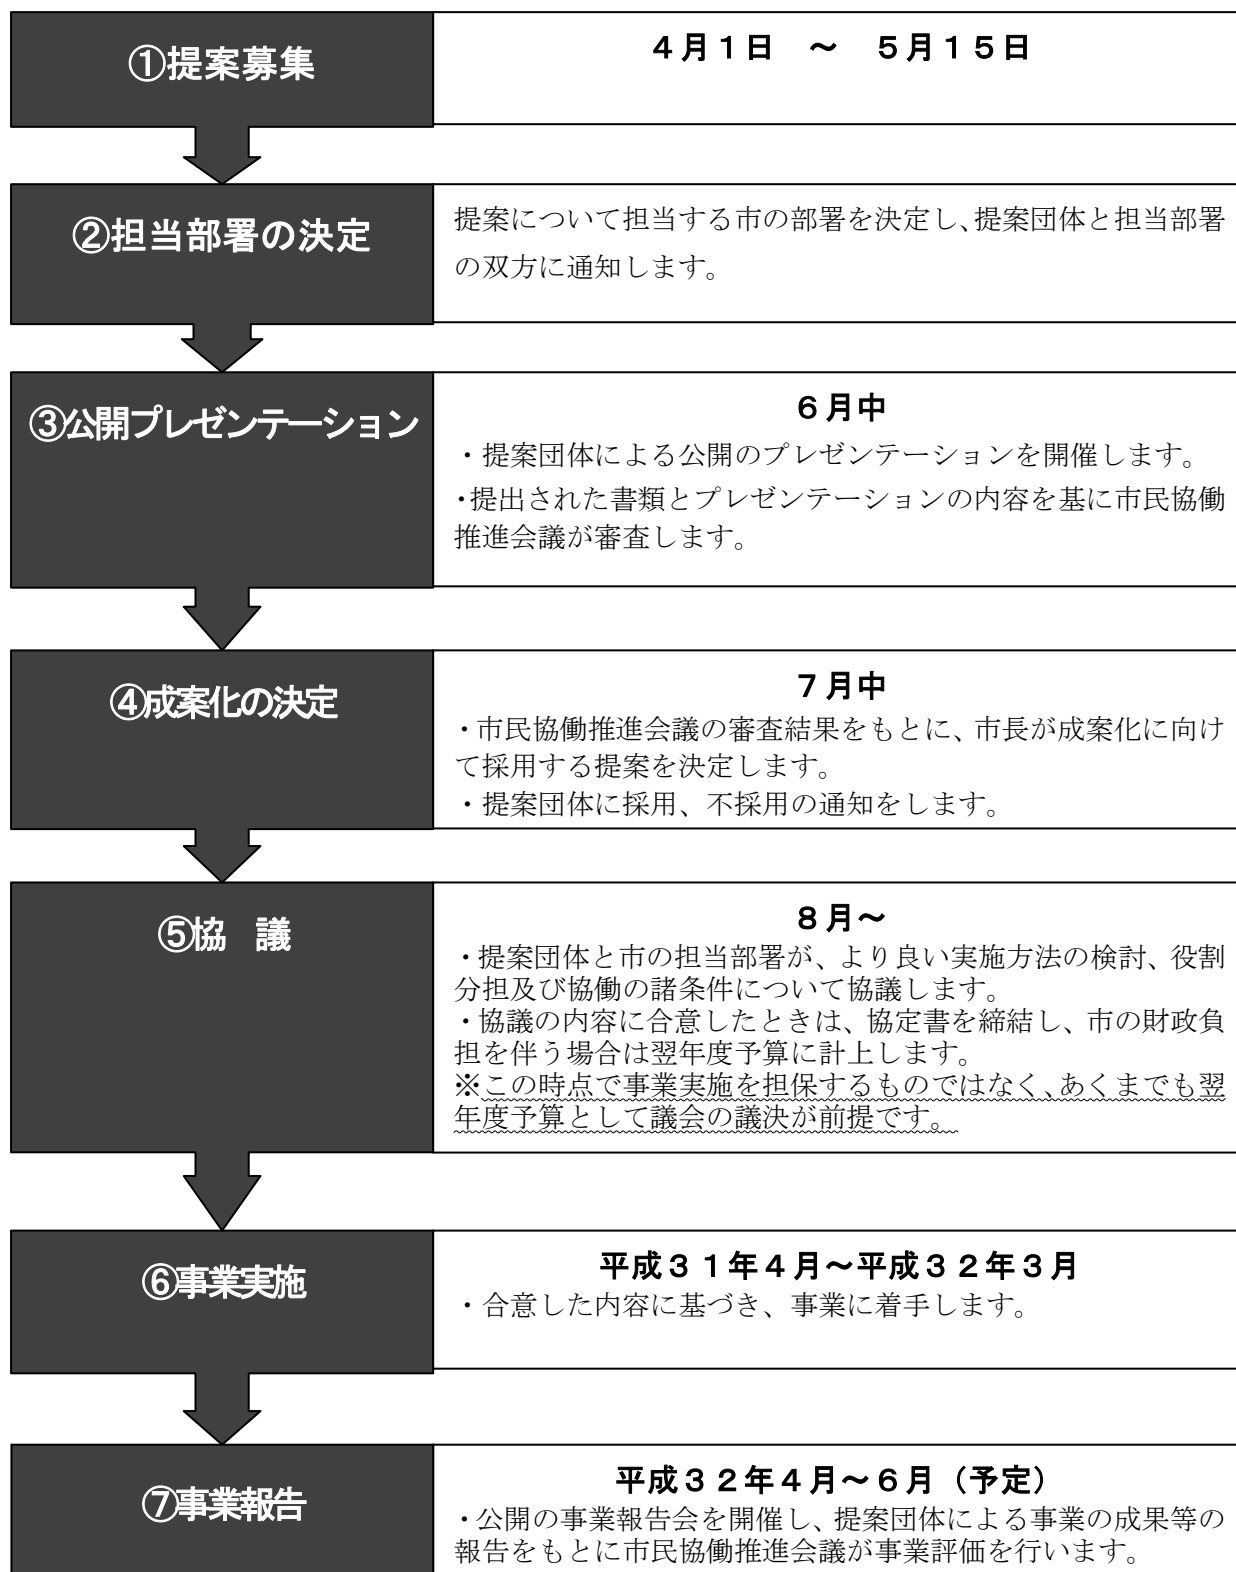 ①提案募集
４月１日　～　５月１５日
②担当部署の決定
提案について担当する市の部署を決定し、提案団体と担当部署
の双方に通知します。
③公開プレゼンテーション
６月中
・提案団体による公開のプレゼンテーションを開催します。
・提出された書類とプレゼンテーションの内容を基に市民協働
推進会議が審査します。
④成案化の決定
７月中
・市民協働推進会議の審査結果をもとに、市長が成案化に向け
て採用する提案を決定します。
・提案団体に採用、不採用の通知をします。
⑤協　議
８月～
・提案団体と市の担当部署が、より良い実施方法の検討、役割
分担及び協働の諸条件について協議します。
・協議の内容に合意したときは、協定書を締結し、市の財政負
担を伴う場合は翌年度予算に計上します。
※この時点で事業実施を担保するものではなく、あくまでも翌
年度予算として議会の議決が前提です。
⑥事業実施
平成３１年４月～平成３２年３月
・合意した内容に基づき、事業に着手します。
⑦事業報告
平成３２年４月～６月（予定）
・公開の事業報告会を開催し、提案団体による事業の成果等の
報告をもとに市民協働推進会議が事業評価を行います。